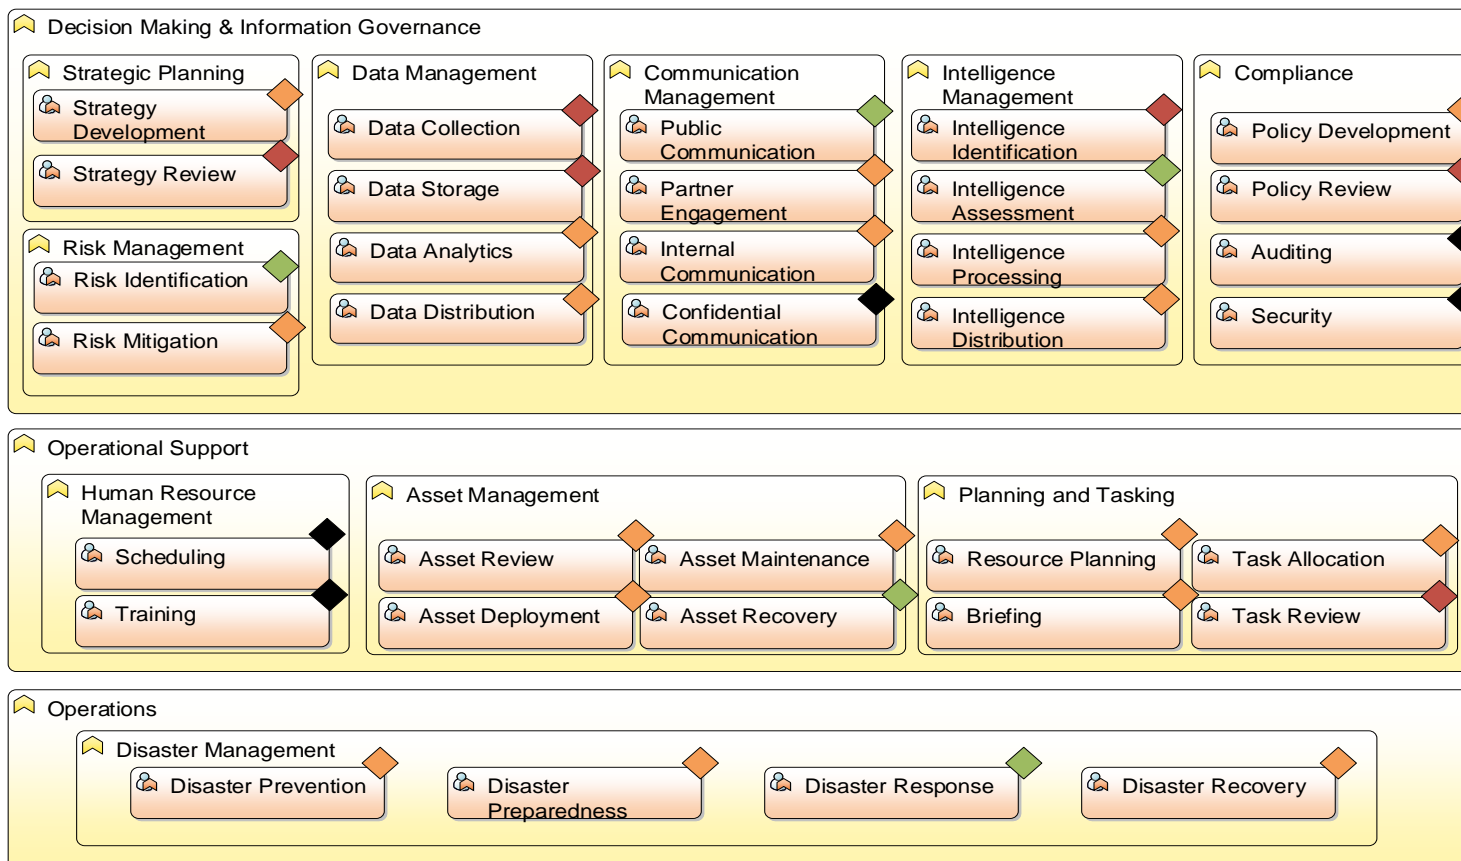 Decision Making & Information Governance
Strategic Planning
Strategy
Development
Strategy Review
Risk Management
Risk Identification
Risk Mitigation
Data Management
Data Collection
Data Storage
Data Analytics
Data Distribution
Communication
Management
Public
Communication
Partner
Engagement
Internal
Communication
Confidential
Communication
Intelligence
Management
Intelligence
Identification
Intelligence
Assessment
Intelligence
Processing
Intelligence
Distribution
Compliance
Policy Development
Policy Review
Auditing
Security
Operational Support
Human Resource
Management
Scheduling
Training
Asset Management
Asset Review
Asset Maintenance
Asset Deployment
Asset Recovery
Planning and Tasking
Resource Planning
Task Allocation
Briefing
Task Review
Operations
Disaster Management
Disaster Prevention
Disaster
Preparedness
Disaster Response
Disaster Recovery